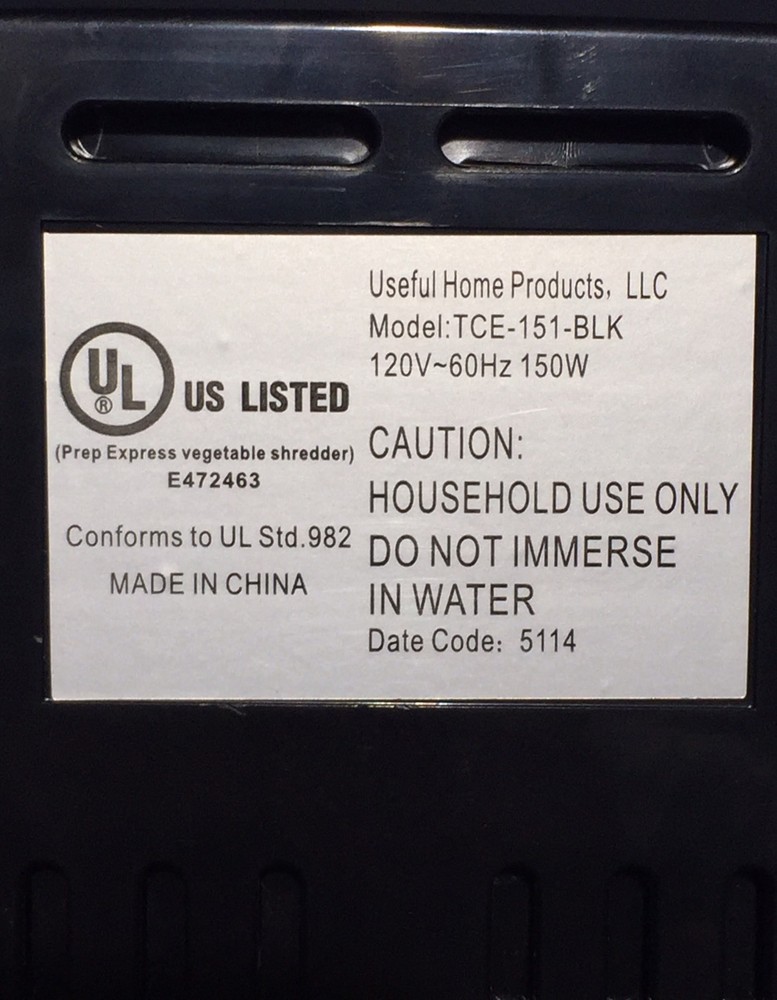 UL ®
US LISTED
(Prep Express vegetable shredder)
E472463
Conforms to UL Std.982
MADE IN CHINA
Useful Home Products, LLC
Model:TCE-151-BLK
120V~60Hz 150W
CAUTION:
HOUSEHOLD USE ONLY
DO NOT IMMERSE
IN WATER
Date Code: 5114